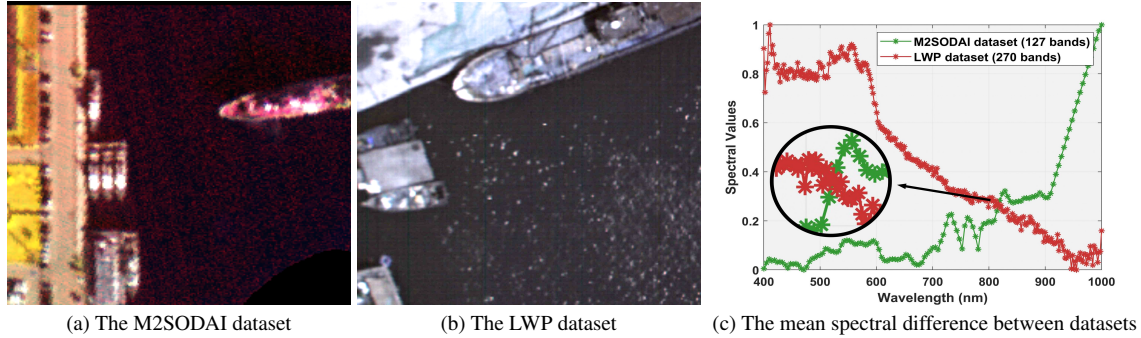 M2SODAI dataset (127 bands)
LWP dataset (270 bands)
Spectral Values
1
0.8
0.6
0.4
0.2
0
400 500 600 700 800 900 1000
Wavelength (nm)
(a) The M2SODAI dataset
(b) The LWP dataset
(c) The mean spectral difference between datasets